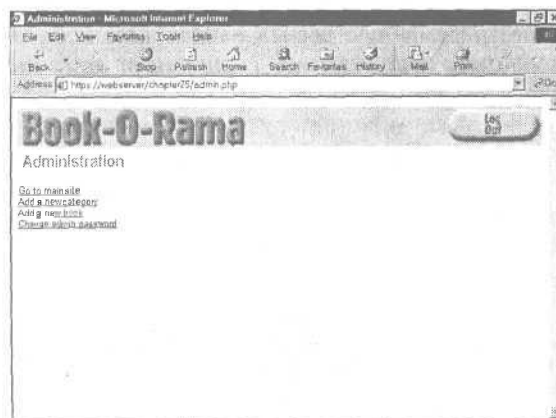 Administration - Microsoft Internet Explorer
File Edit View Favorites Tools Help
Back Stop Refresh Home Search Favorites History Mail Print
Address https://webserver/chapter25/admin.php
Book-O-Rama
Log Out
Administration
Go to main site
Add a new category
Add a new book
Change admin password